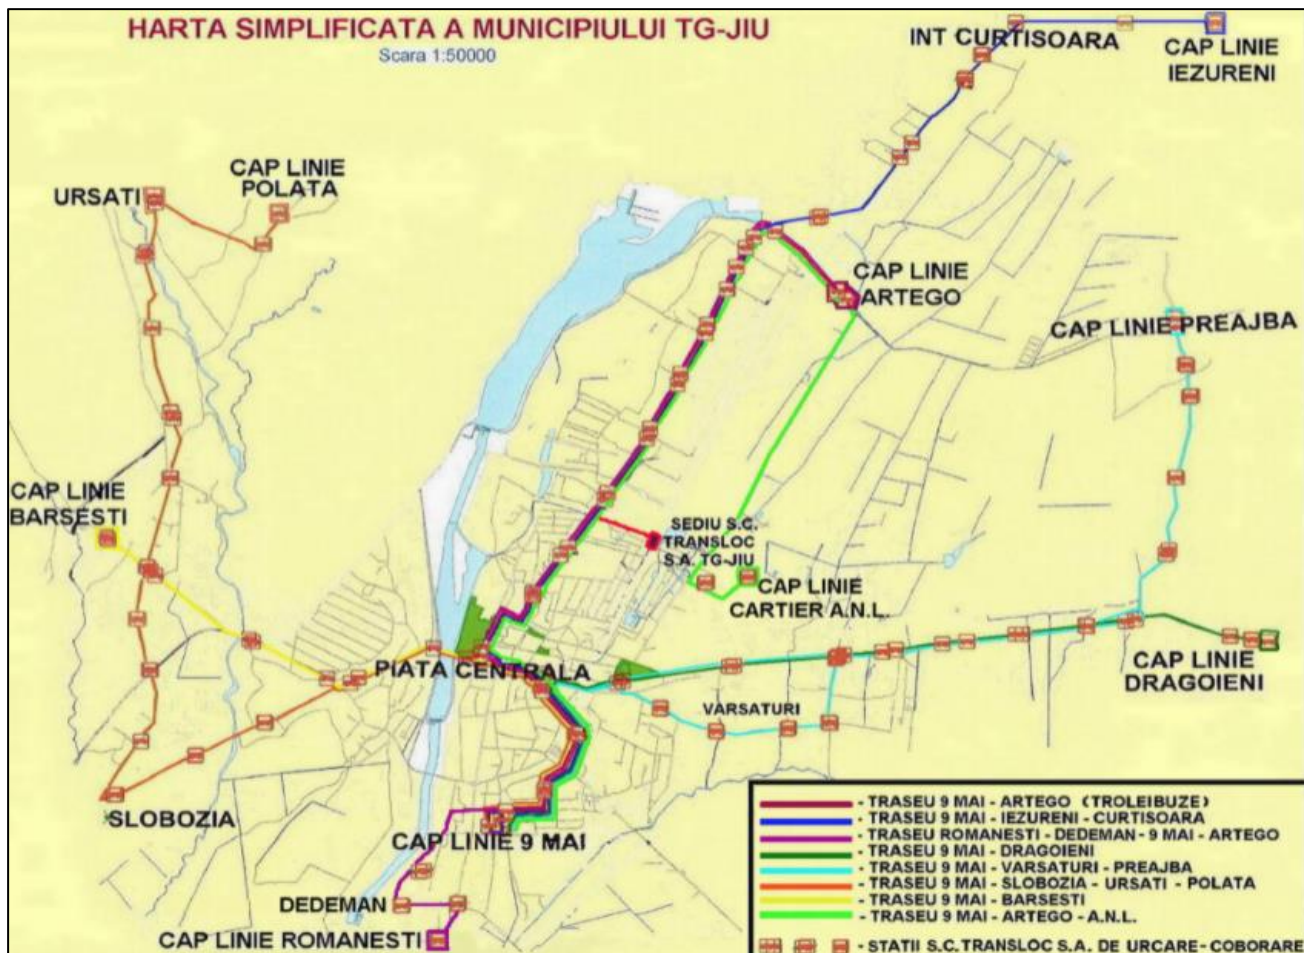 HARTA SIMPLIFICATA A MUNICIPIULUI TG-JIU
Scara 1:50000
INT CURTISOARA
CAP LINIE
IEZURENI
CAP LINIE
POLATA
URSATI
CAP LINIE
ARTEGO
CAP LINIE PREAJBA
CAP LINIE
BARSESTI
SEDIU S.C.
TRANSLOC
S.A. TG-JIU
CAP LINIE
CARTIER A.N.L.
PIATA CENTRALA
CAP LINIE
DRAGOIENI
VARSATURI
SLOBOZIA
CAP LINIE 9 MAI
DEDEMAN
CAP LINIE ROMANESTI
- TRASEU 9 MAI - ARTEGO (TROLEIBUZE)
- TRASEU 9 MAI - IEZURENI - CURTISOARA
- TRASEU ROMANESTI - DEDEMAN - 9 MAI - ARTEGO
- TRASEU 9 MAI - DRAGOIENI
- TRASEU 9 MAI - VARSATURI - PREAJBA
- TRASEU 9 MAI - SLOBOZIA - URSATI - POLATA
- TRASEU 9 MAI - BARSESTI
- TRASEU 9 MAI - ARTEGO - A.N.L.
- STATII S.C. TRANSLOC S.A. DE URCARE-COBORARE